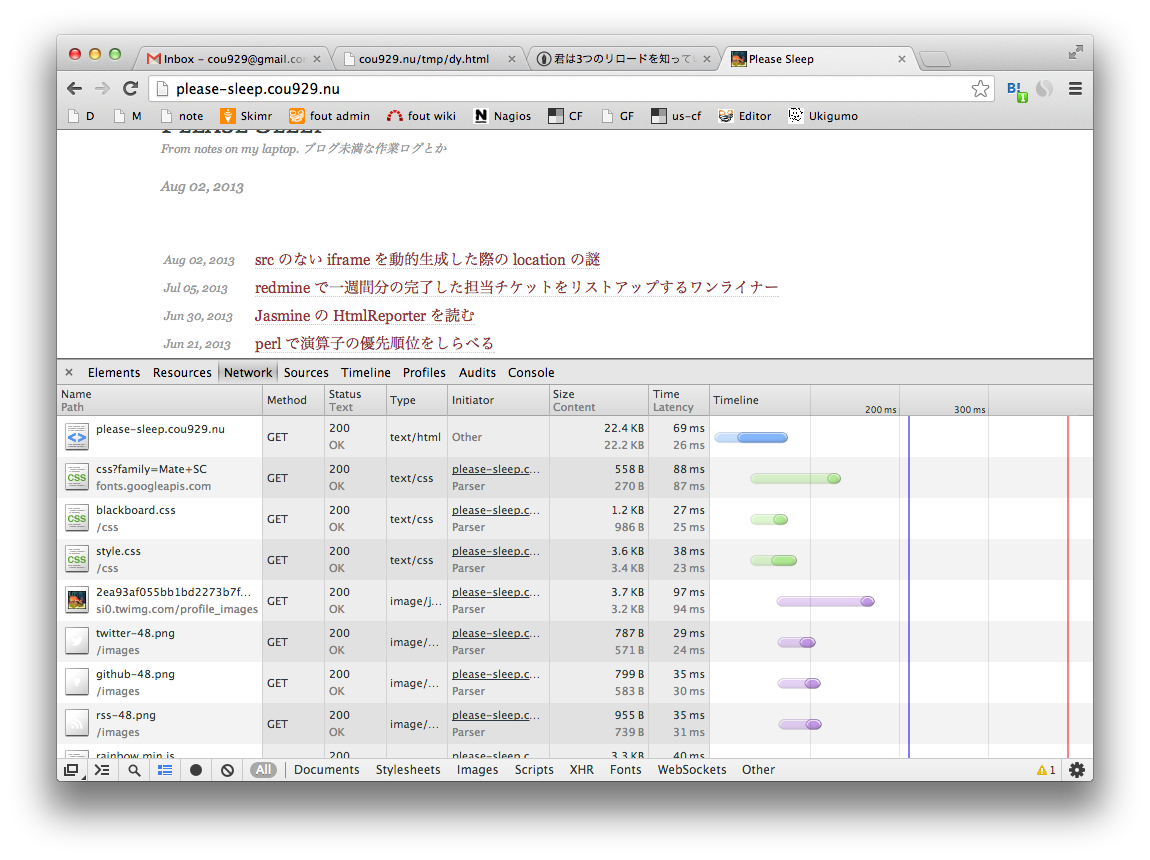 Inbox – cou929@gmail.co
cou929.nu/tmp/dy.html
君は3つのリロードを知って
Please Sleep
please-sleep.cou929.nu
B!
1
D
M
note
Skimr
fout admin
fout wiki
Nagios
CF
GF
us-cf
Editor
Ukigumo
PLEASE SLEEP
From notes on my laptop. ブログ未満な作業ログとか
Aug 02, 2013
Aug 02, 2013 src のない iframe を動的生成した際の location の謎
Jul 05, 2013 redmine で一週間分の完了した担当チケットをリストアップするワンライナー
Jun 30, 2013 Jasmine の HtmlReporter を読む
Jun 21, 2013 perl で演算子の優先順位をしらべる
× Elements Resources Network Sources Timeline Profiles Audits Console
Name Method Status Type Initiator Size Time Timeline
Path Text Content Latency 200 ms 300 ms
please-sleep.cou929.nu GET 200 text/html Other 22.4 KB 69 ms
OK 22.2 KB 26 ms
css?family=Mate+SC GET 200 text/css please-sleep.c... 558 B 88 ms
fonts.googleapis.com OK Parser 270 B 87 ms
blackboard.css GET 200 text/css please-sleep.c... 1.2 KB 27 ms
/css OK Parser 986 B 25 ms
style.css GET 200 text/css please-sleep.c... 3.6 KB 38 ms
/css OK Parser 3.4 KB 23 ms
2ea93af055bb1bd2273b7f... GET 200 image/j... please-sleep.c... 3.7 KB 97 ms
si0.twimg.com/profile_images OK Parser 3.2 KB 94 ms
twitter-48.png GET 200 image/... please-sleep.c... 787 B 29 ms
/images OK Parser 571 B 24 ms
github-48.png GET 200 image/... please-sleep.c... 799 B 35 ms
/images OK Parser 583 B 30 ms
rss-48.png GET 200 image/... please-sleep.c... 955 B 35 ms
/images OK Parser 739 B 31 ms
rainbow.min.js 200 please-sleep.c... 3.3 KB 40 ms
All Documents Stylesheets Images Scripts XHR Fonts WebSockets Other 1